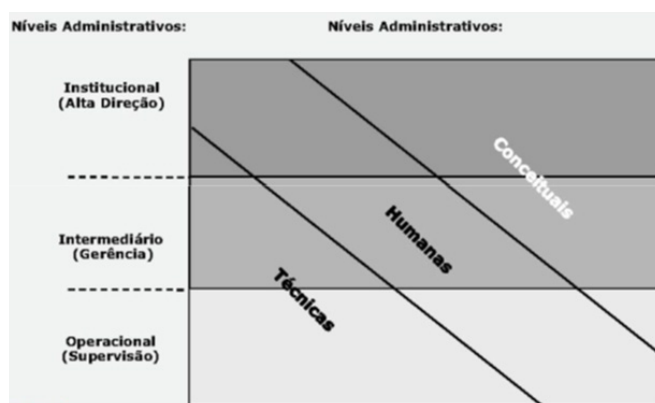 Níveis Administrativos:
Níveis Administrativos:
Institucional
(Alta Direção)
Conceituais
Intermediário
(Gerência)
Humanas
Técnicas
Operacional
(Supervisão)